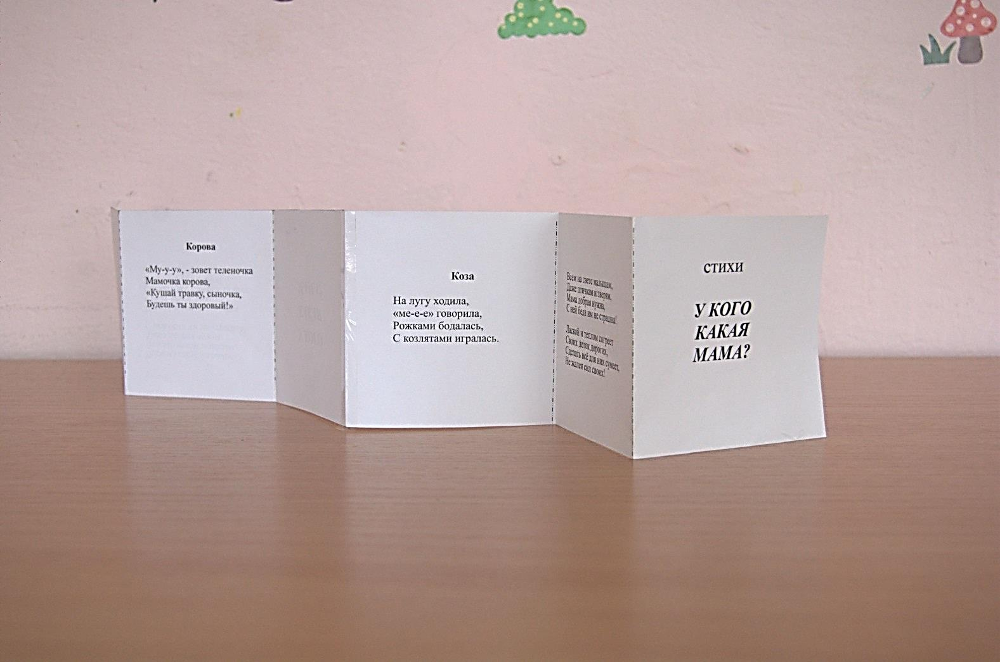 Корова
«Му-у-у», - зовет теленочка
Мамочка корова,
«Кушай травку, сыночка,
Будешь ты здоровый!»
Коза
На лугу ходила,
«ме-е-е» говорила,
Рожками бодалась,
С козлятами игралась.
Всем на свете малышам,
Даже птичкам и зверям,
Мама добрая нужна,
С ней беда им не страшна!
Лаской и теплом согреет
Своих деток дорогих,
Сделать всё для них сумеет,
Не жалея сил своих!
СТИХИ
У КОГО
КАКАЯ
МАМА?